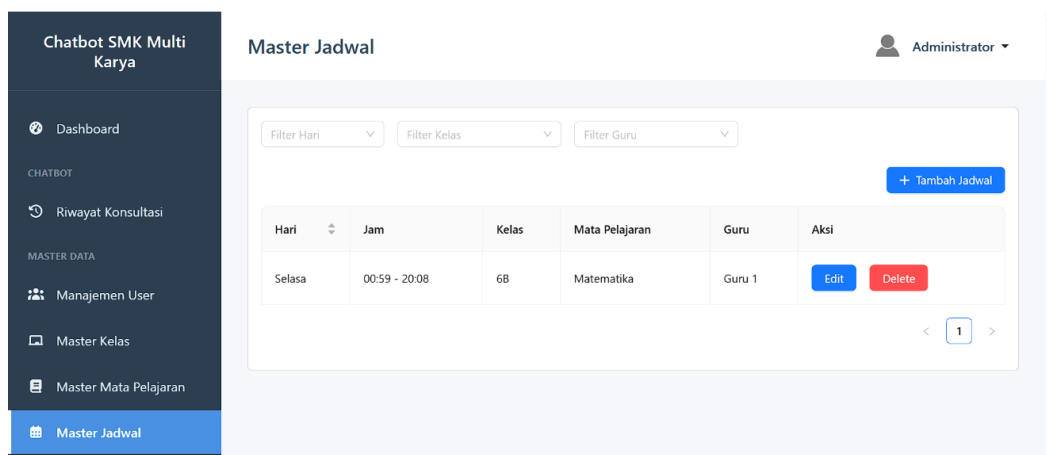 Chatbot SMK Multi
Karya
Master Jadwal
Administrator
Dashboard
CHATBOT
Riwayat Konsultasi
MASTER DATA
Manajemen User
Master Kelas
Master Mata Pelajaran
Master Jadwal
Filter Hari Filter Kelas Filter Guru
+ Tambah Jadwal
Hari Jam Kelas Mata Pelajaran Guru Aksi
Selasa 00:59 - 20:08 6B Matematika Guru 1 Edit Delete
< 1 >